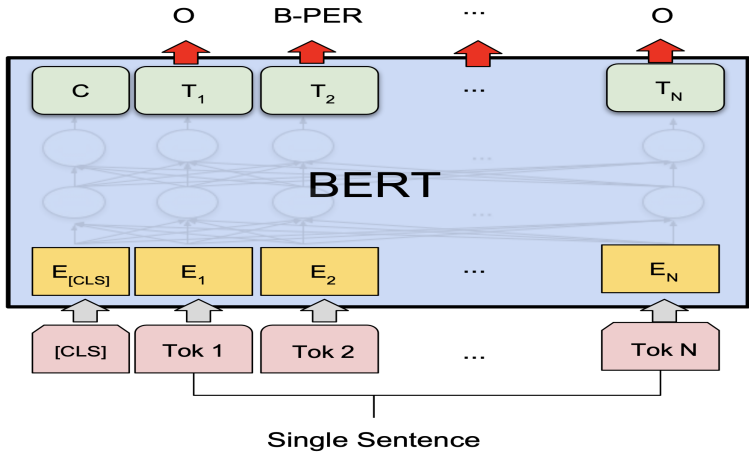 O B-PER ... O
C T1 T2 ... TN
...
BERT
...
E[CLS] E1 E2 ... EN
[CLS] Tok 1 Tok 2 ... Tok N
Single Sentence